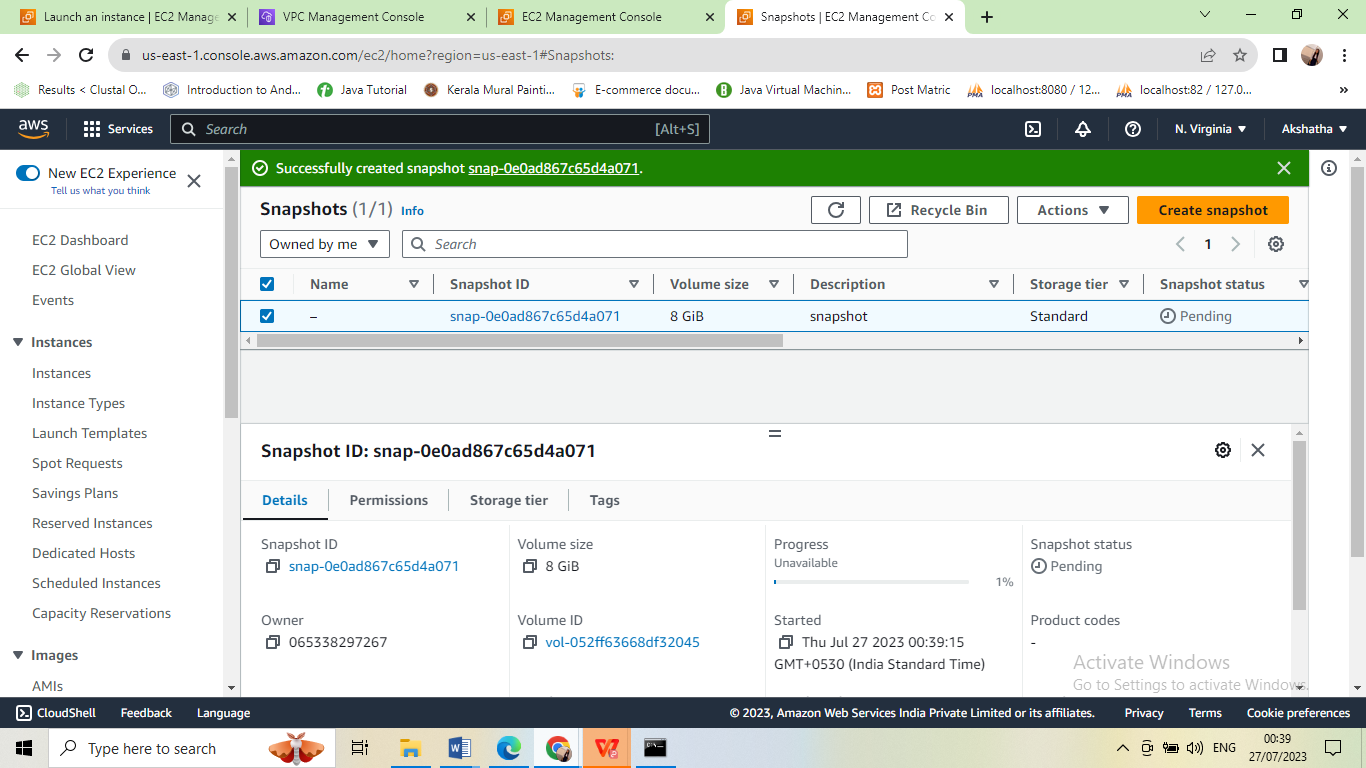 Launch an instance | EC2 Manage
VPC Management Console
EC2 Management Console
Snapshots | EC2 Management Co
us-east-1.console.aws.amazon.com/ec2/home?region=us-east-1#Snapshots:
Results < Clustal O...
Introduction to And...
Java Tutorial
Kerala Mural Painti...
E-commerce docu...
Java Virtual Machin...
Post Matric
localhost:8080 / 12...
localhost:82 / 127.0...
»
aws
Services
Search
[Alt+S]
N. Virginia
Akshatha
New EC2 Experience
Tell us what you think
EC2 Dashboard
EC2 Global View
Events
Instances
Instances
Instance Types
Launch Templates
Spot Requests
Savings Plans
Reserved Instances
Dedicated Hosts
Scheduled Instances
Capacity Reservations
Images
AMIs
Successfully created snapshot snap-0e0ad867c65d4a071.
Snapshots (1/1) Info
Recycle Bin
Actions
Create snapshot
Owned by me
Search
1
Name
Snapshot ID
Volume size
Description
Storage tier
Snapshot status
–
snap-0e0ad867c65d4a071
8 GiB
snapshot
Standard
Pending
Snapshot ID: snap-0e0ad867c65d4a071
Details
Permissions
Storage tier
Tags
Snapshot ID
snap-0e0ad867c65d4a071
Volume size
8 GiB
Progress
Unavailable
1%
Snapshot status
Pending
Owner
065338297267
Volume ID
vol-052ff63668df32045
Started
Thu Jul 27 2023 00:39:15
GMT+0530 (India Standard Time)
Product codes
-
Activate Windows
Go to Settings to activate Windows.
CloudShell
Feedback
Language
© 2023, Amazon Web Services India Private Limited or its affiliates.
Privacy
Terms
Cookie preferences
Type here to search
ENG
00:39
27/07/2023